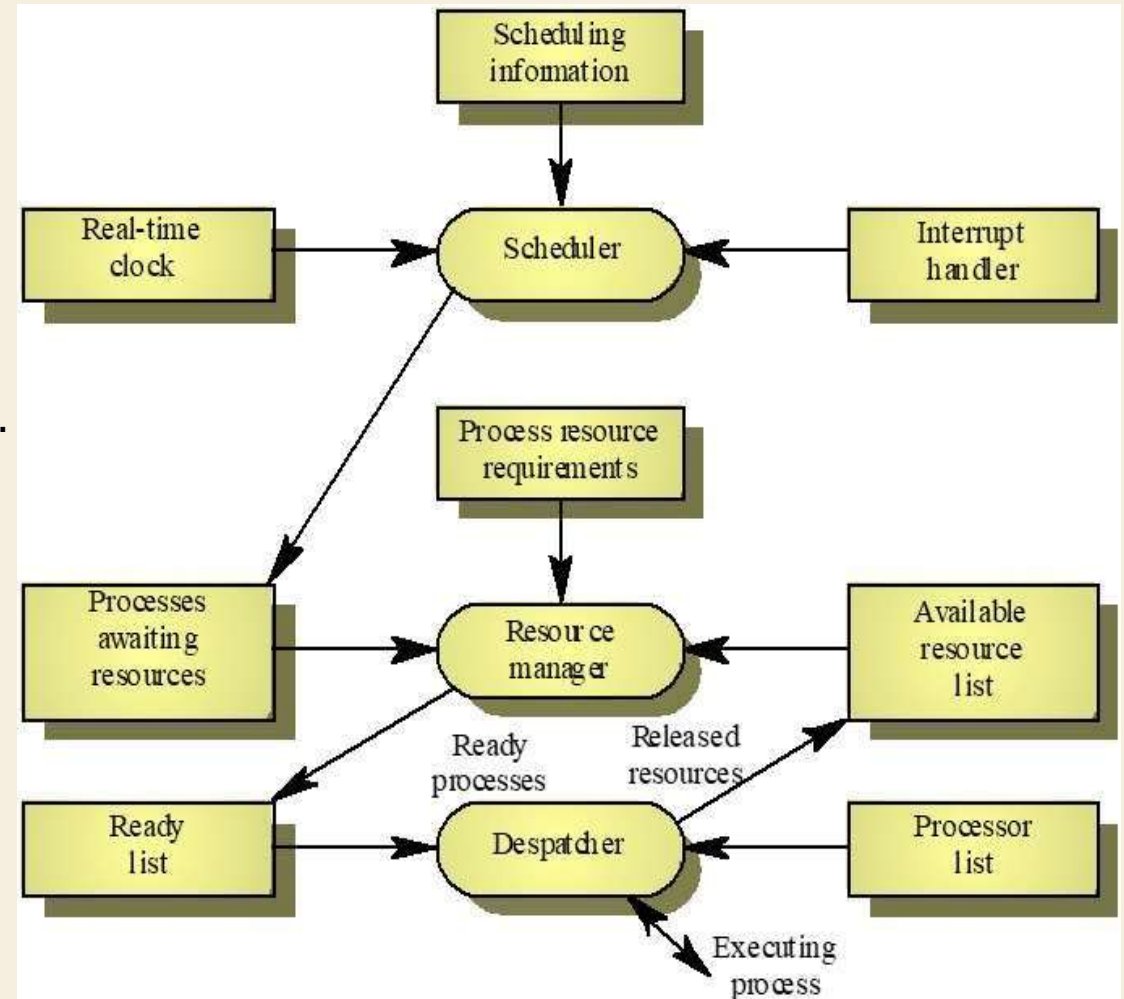 Scheduling
information
Real-time
clock
Scheduler
Interrupt
handler
.
Process resource
requirements
Processes
awaiting
resources
Resource
manager
Available
resource
list
Ready
processes
Released
resources
Ready
list
Despatcher
Processor
list
Executing
process